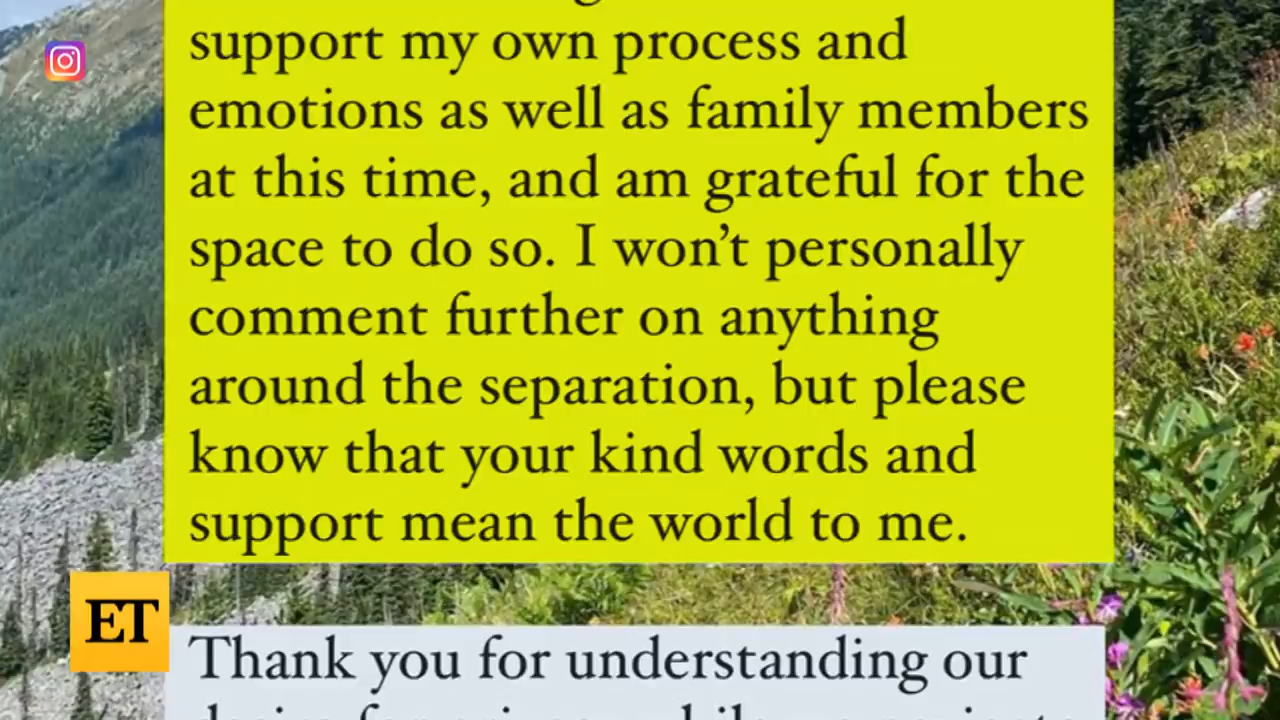 support my own process and
emotions as well as family members
at this time, and am grateful for the
space to do so. I won’t personally
comment further on anything
around the separation, but please
know that your kind words and
support mean the world to me.
ET
Thank you for understanding our